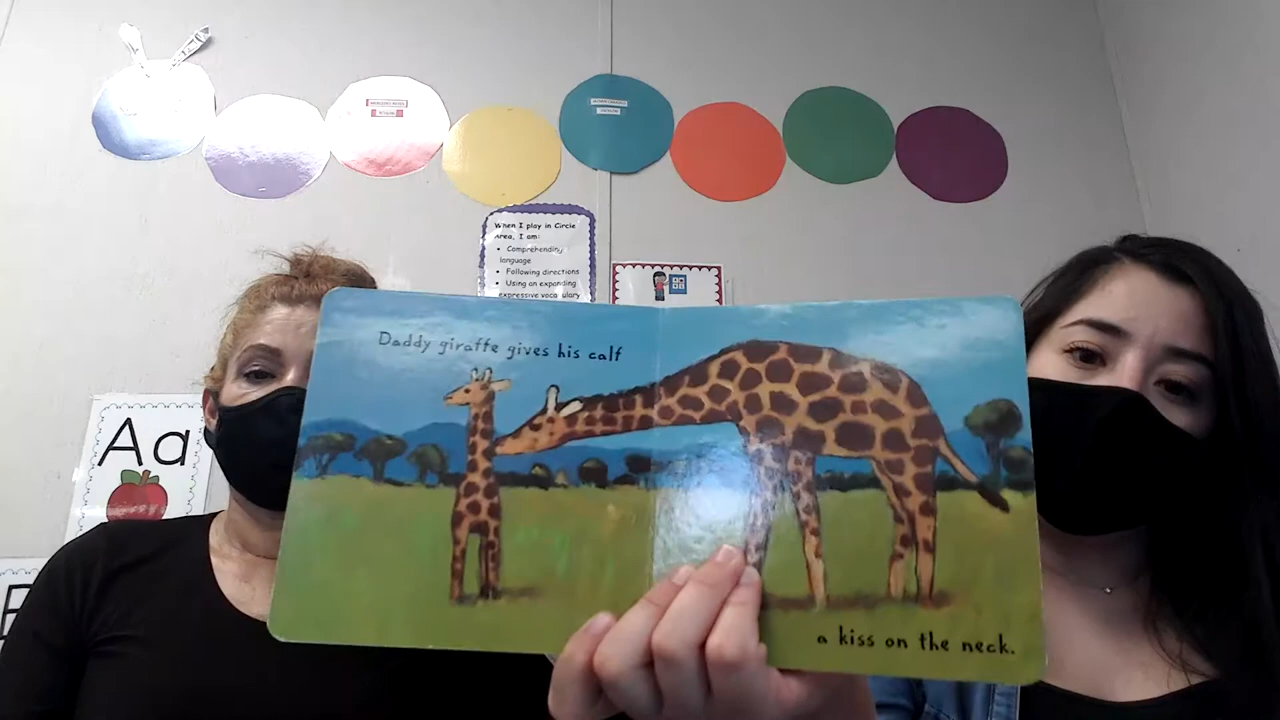 When I play in Circle
Area, I am:
• Comprehending
language
• Following directions
• Using an expanding
expressive vocabulary
Daddy giraffe gives his calf
Aa
a kiss on the neck.